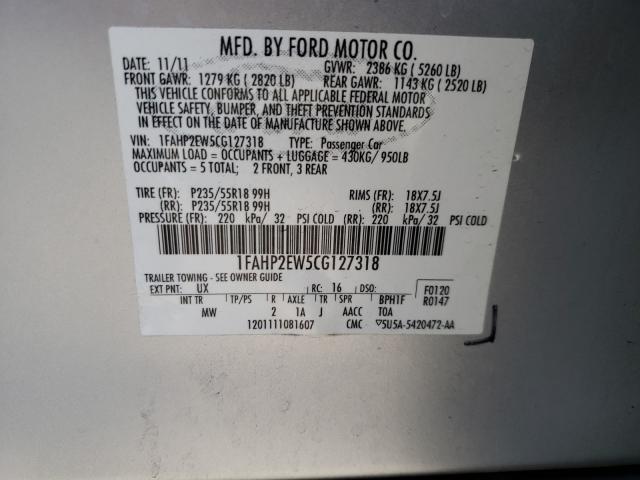 MFD. BY FORD MOTOR CO.
DATE: 11/11 GVWR: 2386 KG ( 5260 LB)
FRONT GAWR: 1279 KG ( 2820 LB) REAR GAWR: 1143 KG ( 2520 LB)
THIS VEHICLE CONFORMS TO ALL APPLICABLE FEDERAL MOTOR
VEHICLE SAFETY, BUMPER, AND THEFT PREVENTION STANDARDS
IN EFFECT ON THE DATE OF MANUFACTURE SHOWN ABOVE.
VIN: 1FAHP2EW5CG127318 TYPE: Passenger Car
MAXIMUM LOAD = OCCUPANTS + LUGGAGE = 430KG/ 950LB
OCCUPANTS = 5 TOTAL; 2 FRONT, 3 REAR
TIRE (FR): P235/55R18 99H RIMS (FR): 18X7.5J
(RR): P235/55R18 99H (RR): 18X7.5J
PRESSURE (FR): 220 kPa/ 32 PSI COLD (RR): 220 kPa/ 32 PSI COLD
1FAHP2EW5CG127318
TRAILER TOWING - SEE OWNER GUIDE
EXT PNT: UX RC: 16 DSO: F0120
INT TR TP/PS R AXLE TR SPR BPH1F R0147
MW 2 1A J AACC TOA
1201111081607 CMC 5U5A-5420472-AA